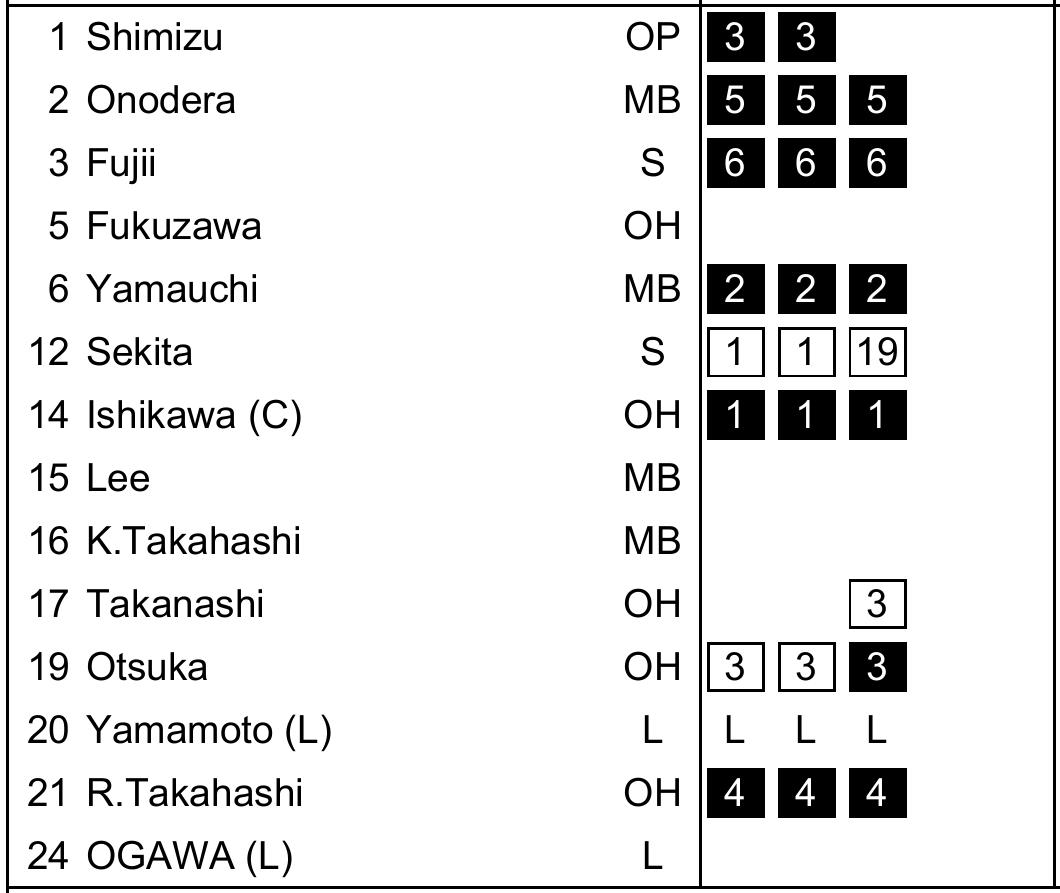 1 Shimizu OP 3 3
2 Onodera MB 5 5 5
3 Fujii S 6 6 6
5 Fukuzawa OH
6 Yamauchi MB 2 2 2
12 Sekita S 1 1 19
14 Ishikawa (C) OH 1 1 1
15 Lee MB
16 K.Takahashi MB
17 Takanashi OH 3
19 Otsuka OH 3 3 3
20 Yamamoto (L) L L L L
21 R.Takahashi OH 4 4 4
24 OGAWA (L) L